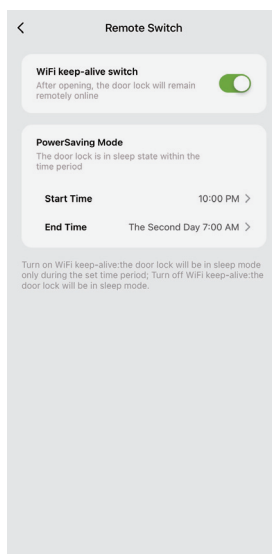 Remote Switch
WiFi keep-alive
switch
After opening, the door lock will remain
remotely online
PowerSaving Mode
The door lock is in sleep state within the
time period
Start Time 10:00 PM >
End Time The Second Day 7:00 AM >
Turn on WiFi keep-alive:the door lock will be in sleep mode
only during the set time period; Turn off WiFi keep-alive:the
door lock will be in sleep mode.